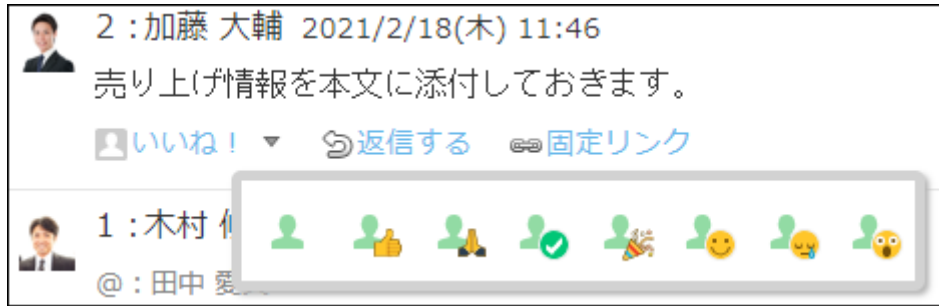 2：加藤 大輔 2021/2/18(木) 11:46
売り上げ情報を本文に添付しておきます。
いいね！ ▼ 返信する 固定リンク
1：木村
@：田中